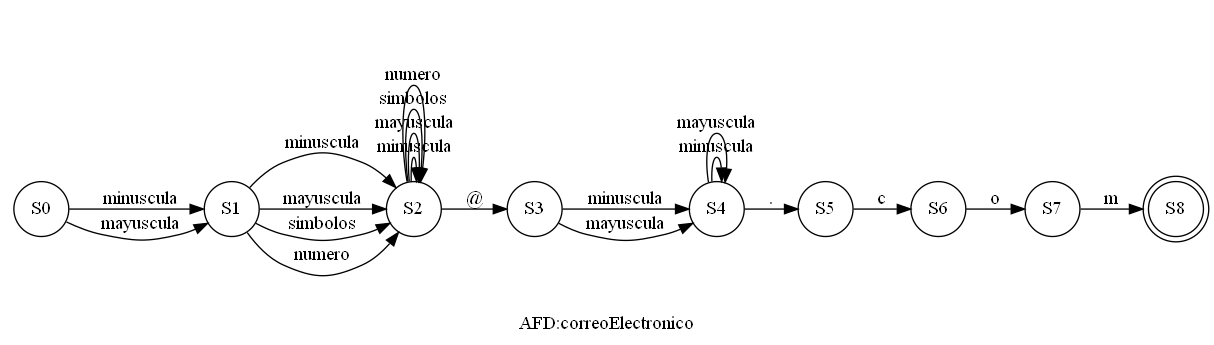 numero
simbolos
mayuscula
minuscula
mayuscula
minuscula
minuscula
minuscula
mayuscula
mayuscula
simbolos
numero
@
minuscula
mayuscula
.
c
o
m
S0
S1
S2
S3
S4
S5
S6
S7
S8
AFD:correoElectronico